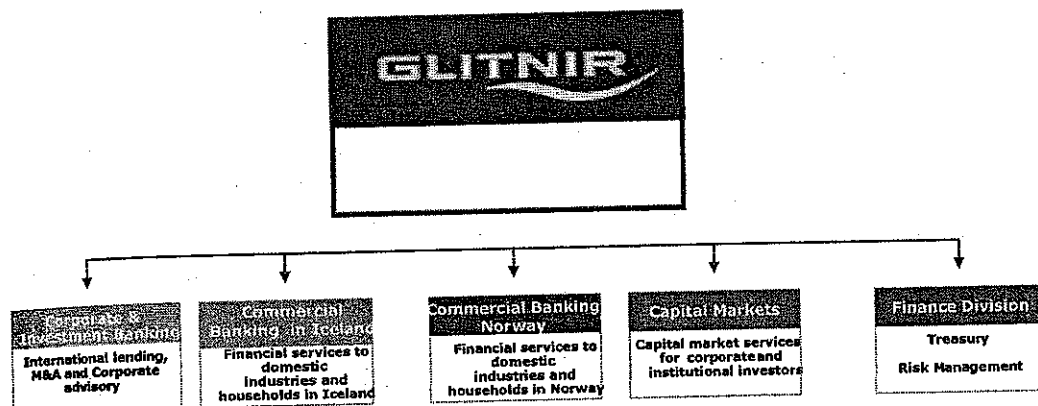 GLITNIR
Corporate &
Investment Banking
International lending,
M&A and Corporate
advisory
Commercial
Banking in Iceland
Financial services to
domestic
industries and
households in Iceland
Commercial Banking
Norway
Financial services to
domestic
industries and
households in Norway
Capital Markets
Capital market services
for corporate and
institutional investors
Finance Division
Treasury
Risk Management